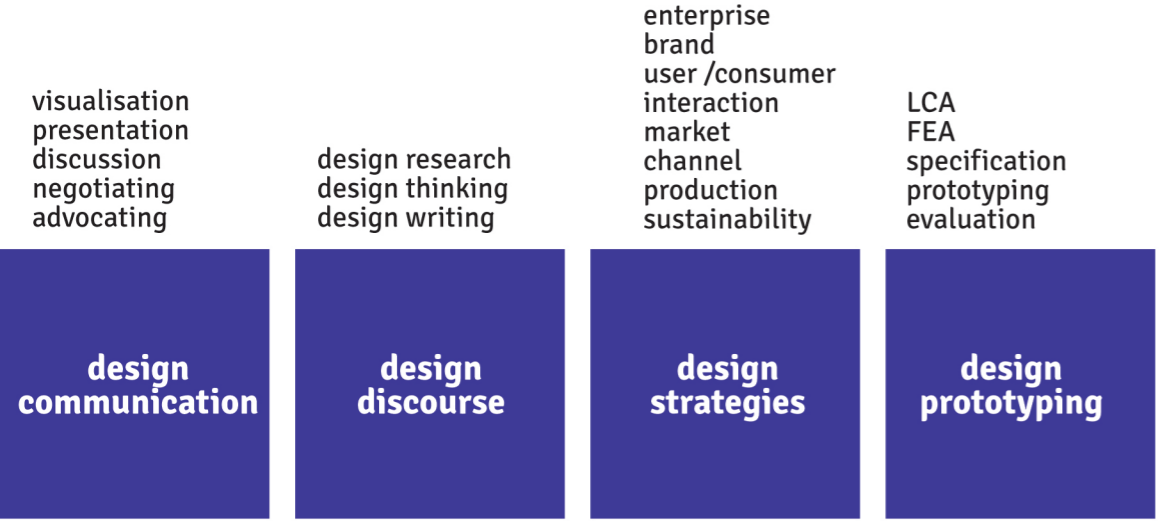 visualisation
presentation
discussion
negotiating
advocating
design
communication
design research
design thinking
design writing
design
discourse
enterprise
brand
user /consumer
interaction
market
channel
production
sustainability
design
strategies
LCA
FEA
specification
prototyping
evaluation
design
prototyping